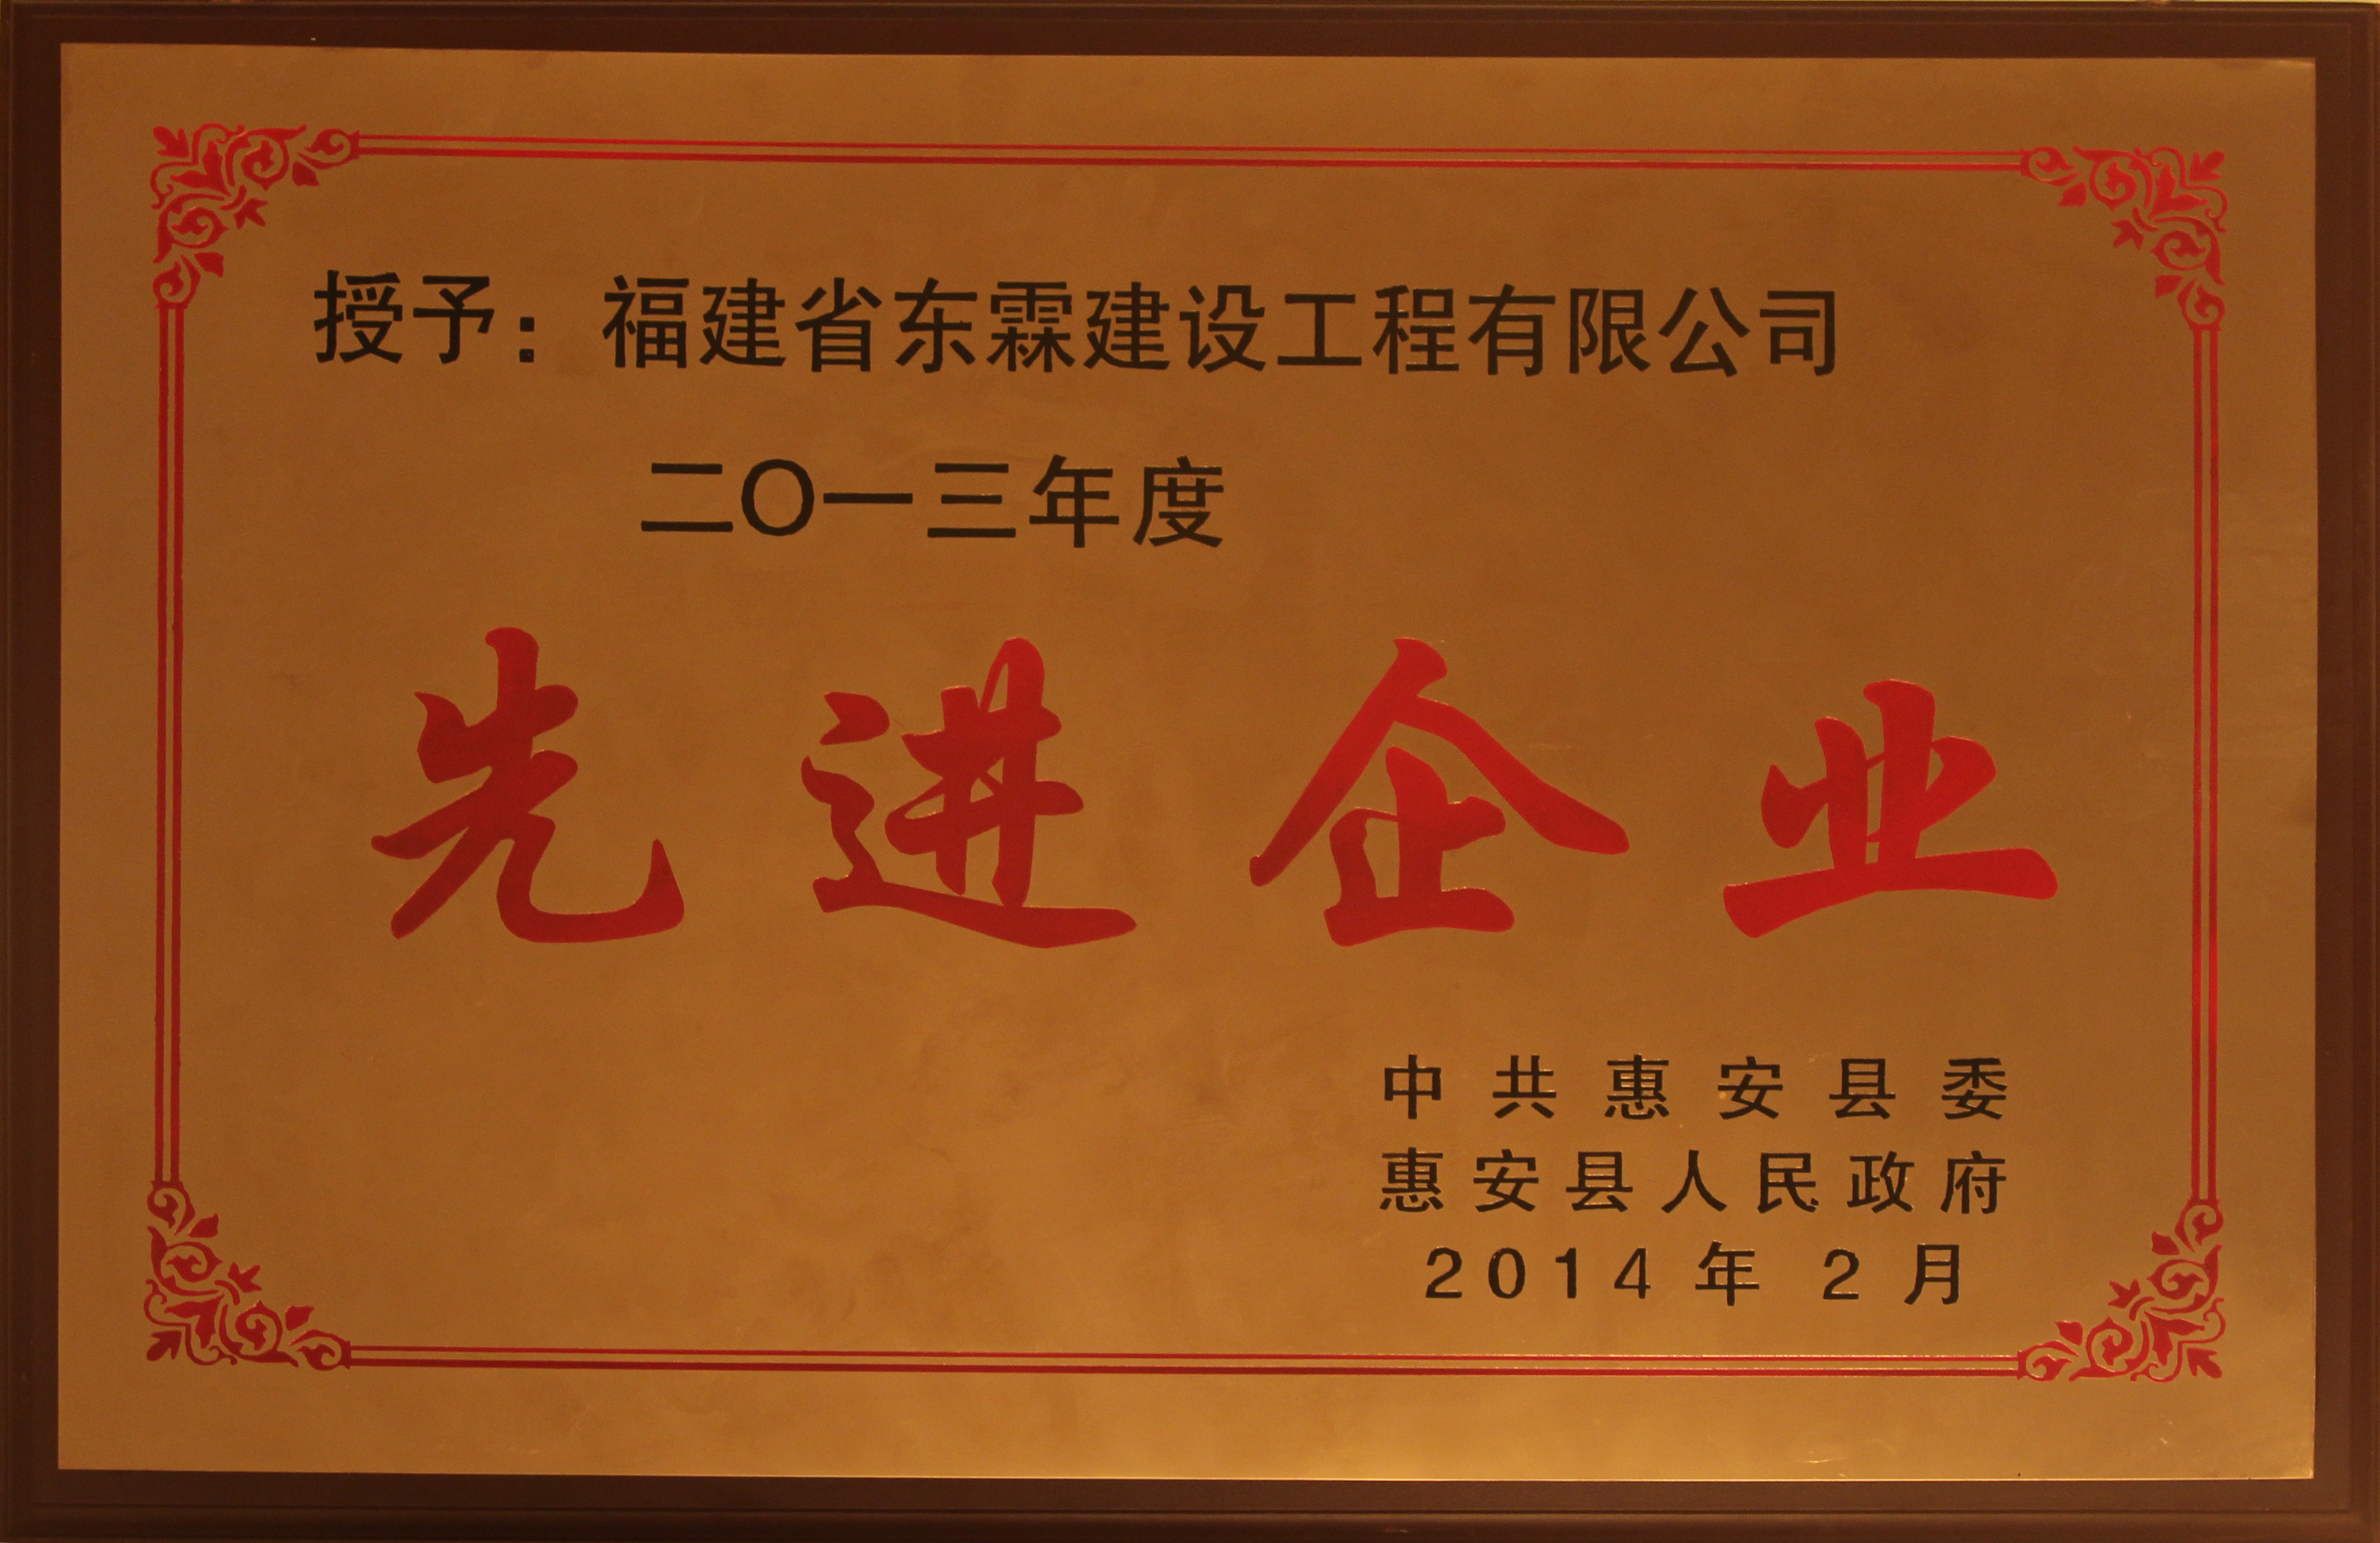 授予：福建省东霖建设工程有限公司
二〇一三年度
先进企业
中共惠安县委
惠安县人民政府
2014年2月